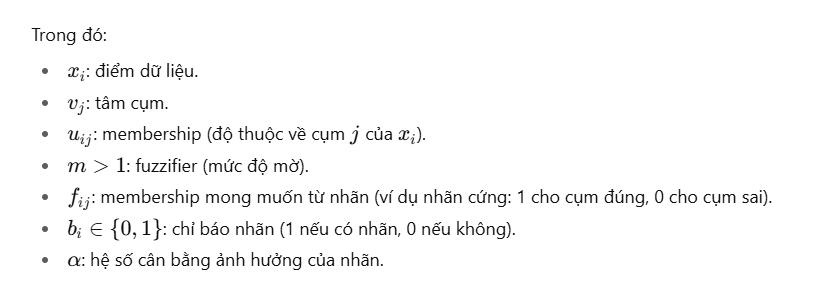 Trong đó:
• x_i: điểm dữ liệu.
• v_j: tâm cụm.
• u_{ij}: membership (độ thuộc về cụm j của x_i).
• m > 1: fuzzifier (mức độ mờ).
• f_{ij}: membership mong muốn từ nhãn (ví dụ nhãn cứng: 1 cho cụm đúng, 0 cho cụm sai).
• b_i ∈ {0, 1}: chỉ báo nhãn (1 nếu có nhãn, 0 nếu không).
• α: hệ số cân bằng ảnh hưởng của nhãn.